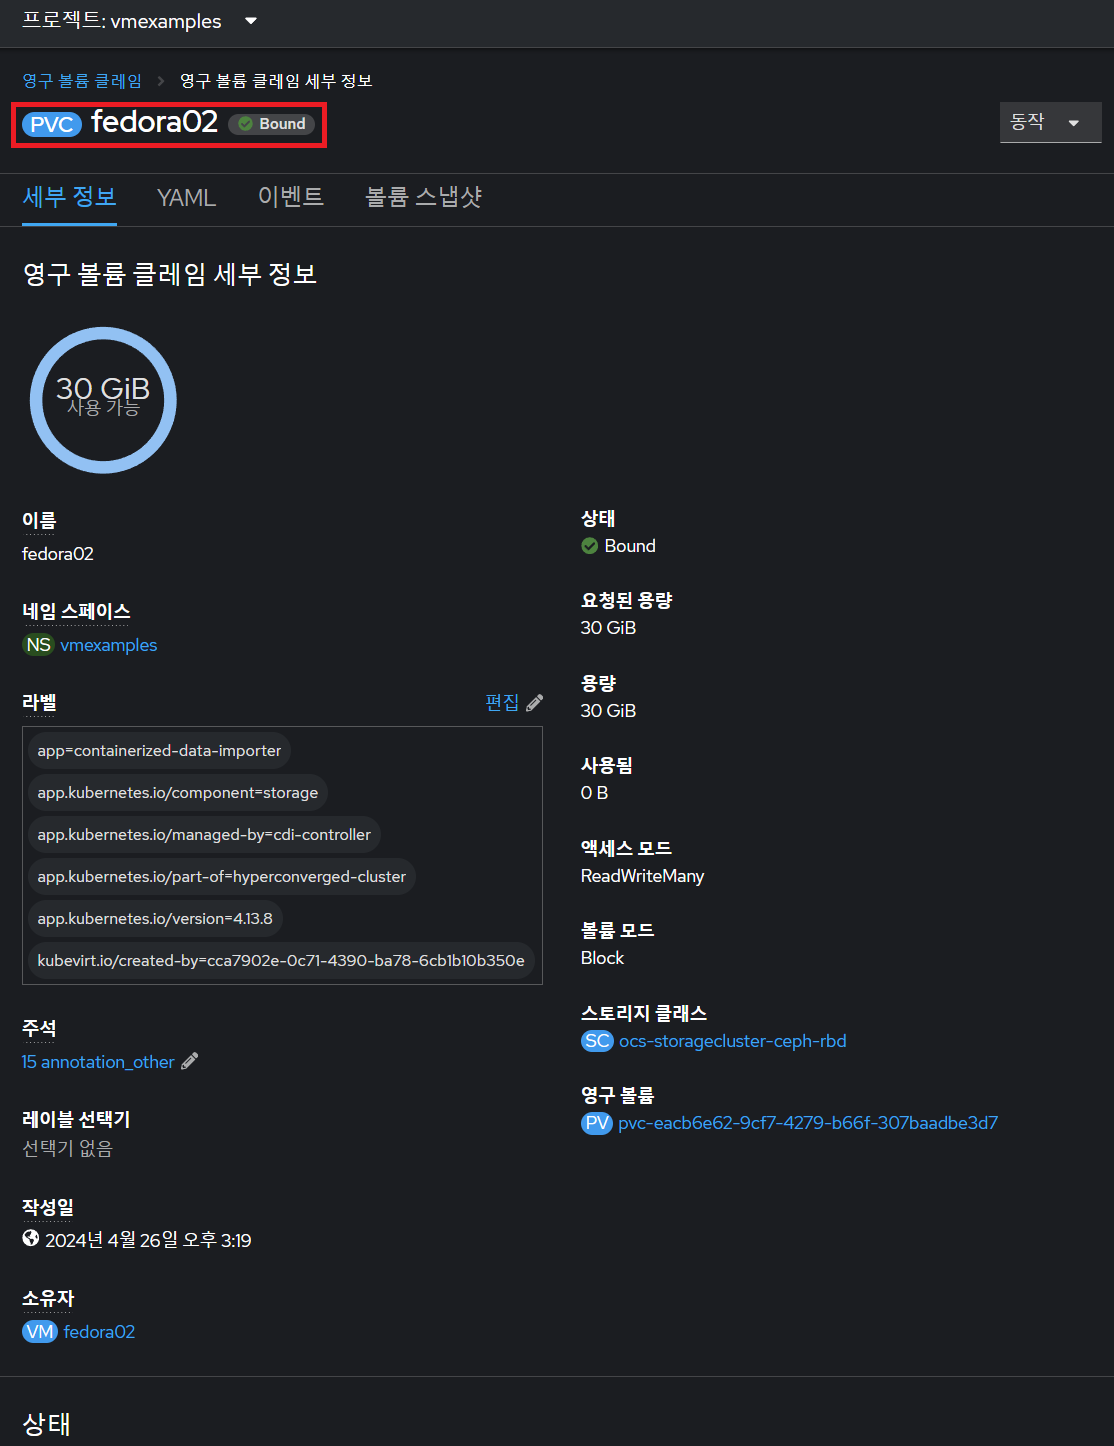 프로젝트: vmexamples
영구 볼륨 클레임 > 영구 볼륨 클레임 세부 정보
PVC fedora02 Bound
동작
세부 정보 YAML 이벤트 볼륨 스냅샷
영구 볼륨 클레임 세부 정보
30 GiB
사용 가능
이름
fedora02
네임 스페이스
NS vmexamples
라벨
편집
app=containerized-data-importer
app.kubernetes.io/component=storage
app.kubernetes.io/managed-by=cdi-controller
app.kubernetes.io/part-of=hyperconverged-cluster
app.kubernetes.io/version=4.13.8
kubevirt.io/created-by=cca7902e-0c71-4390-ba78-6cb1b10b350e
주석
15 annotation_other
레이블 선택기
선택기 없음
작성일
2024년 4월 26일 오후 3:19
소유자
VM fedora02
상태
Bound
요청된 용량
30 GiB
용량
30 GiB
사용됨
0 B
액세스 모드
ReadWriteMany
볼륨 모드
Block
스토리지 클래스
SC ocs-storagecluster-ceph-rbd
영구 볼륨
PV pvc-eacb6e62-9cf7-4279-b66f-307baadbe3d7
상태